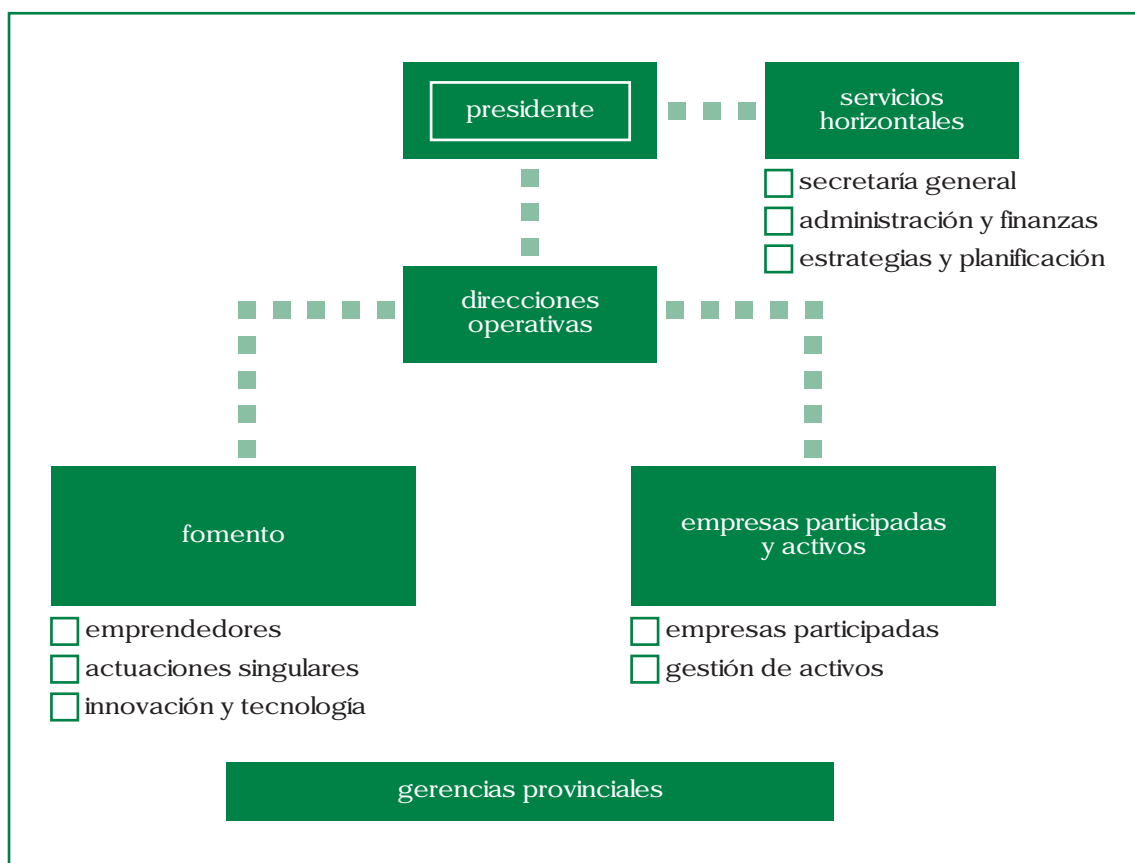 presidente
servicios
horizontales
secretaría general
administración y finanzas
estrategias y planificación
direcciones
operativas
fomento
emprendedores
actuaciones singulares
innovación y tecnología
empresas participadas
y activos
empresas participadas
gestión de activos
gerencias provinciales